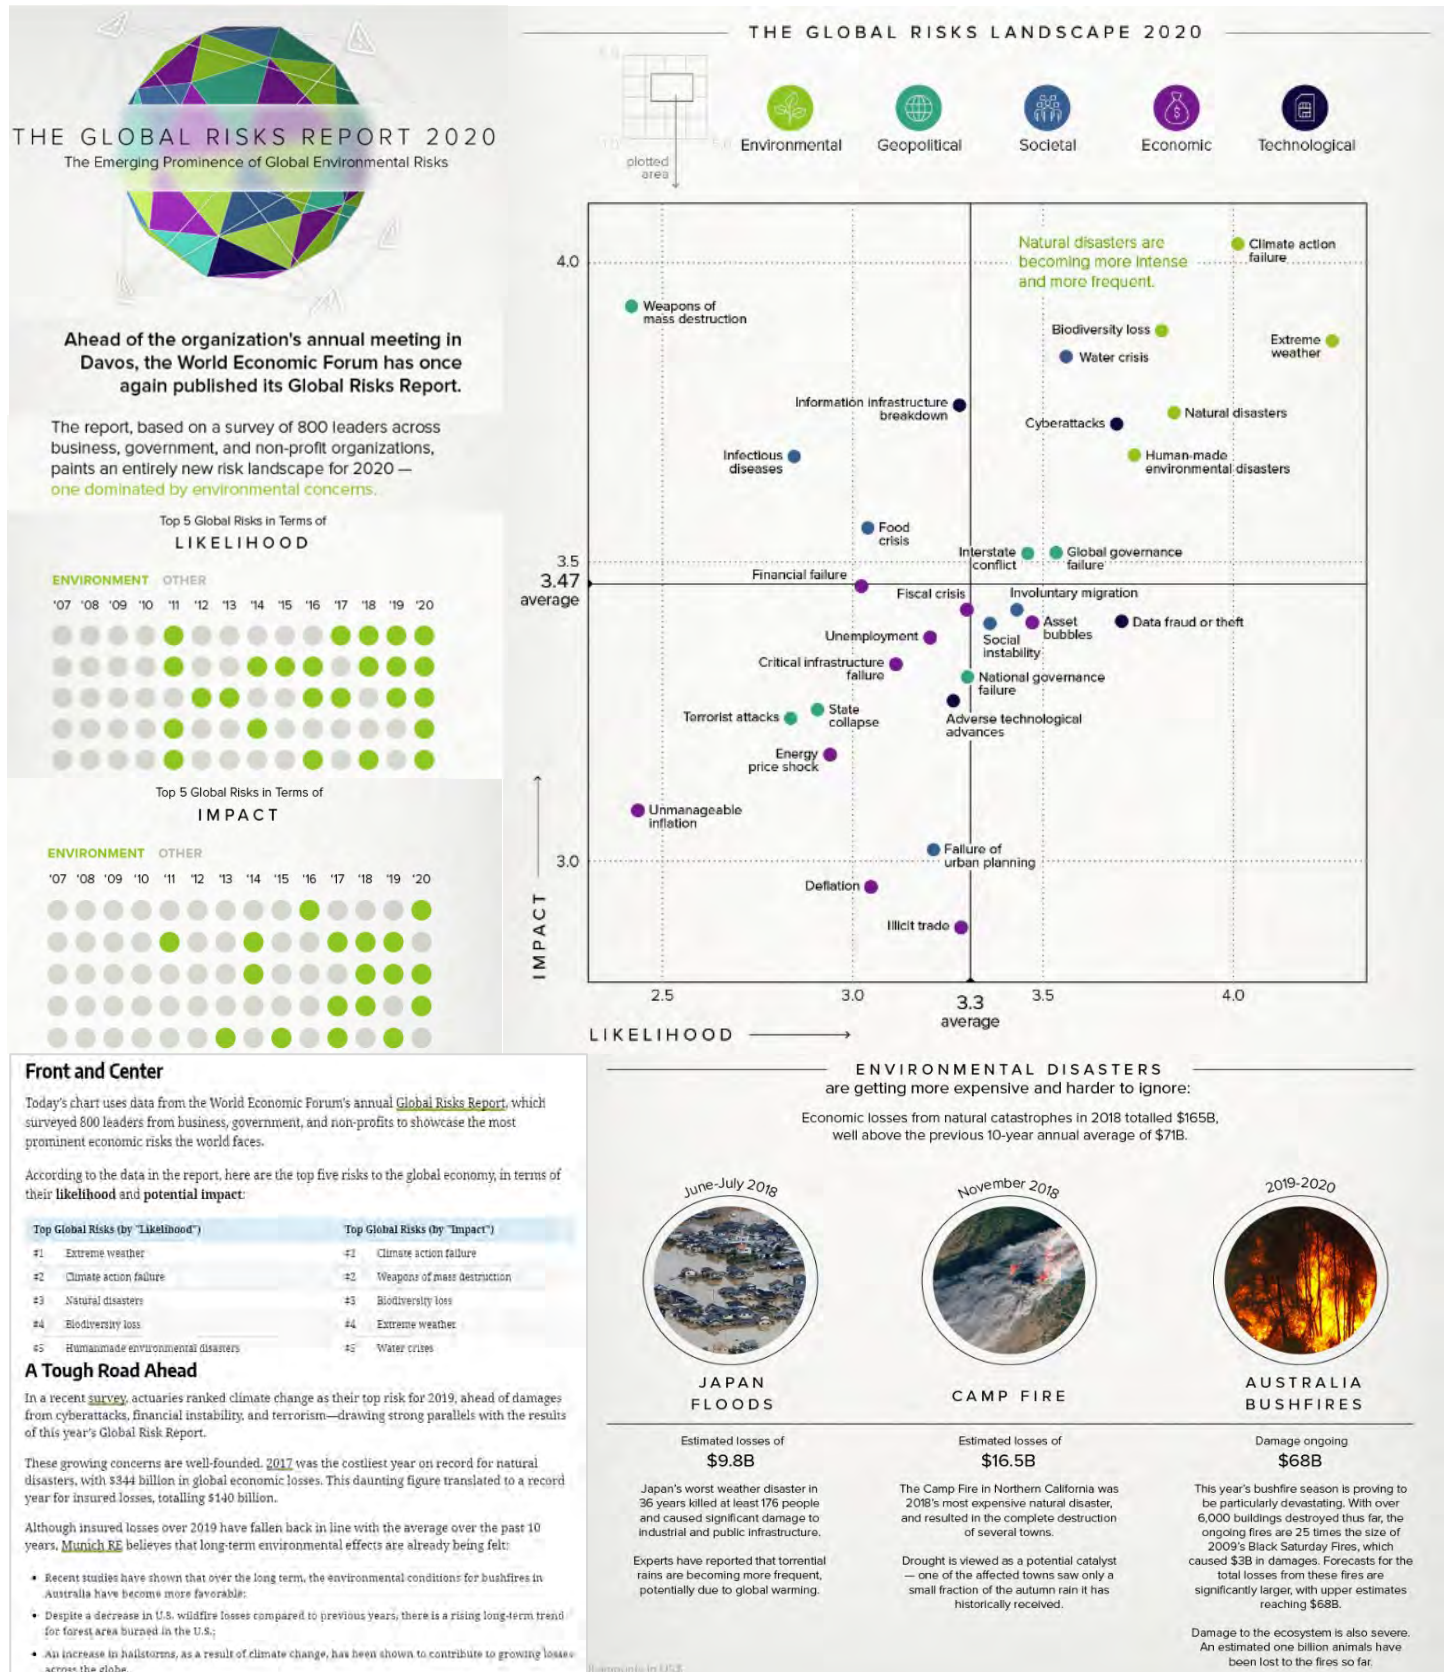 THE GLOBAL RISKS REPORT 2020
The Emerging Prominence of Global Environmental Risks
Ahead of the organization's annual meeting in
Davos, the World Economic Forum has once
again published its Global Risks Report.
The report, based on a survey of 800 leaders across
business, government, and non-profit organizations,
paints an entirely new risk landscape for 2020 —
one dominated by environmental concerns.
Top 5 Global Risks in Terms of
LIKELIHOOD
ENVIRONMENT OTHER
'07 '08 '09 '10 '11 '12 '13 '14 '15 '16 '17 '18 '19 '20
Top 5 Global Risks in Terms of
IMPACT
ENVIRONMENT OTHER
'07 '08 '09 '10 '11 '12 '13 '14 '15 '16 '17 '18 '19 '20
THE GLOBAL RISKS LANDSCAPE 2020
plotted
area
Environmental Geopolitical Societal Economic Technological
Natural disasters are
becoming more intense
and more frequent.
Climate action
failure
4.0
Weapons of
mass destruction
Biodiversity loss
Extreme
weather
Water crisis
Information infrastructure
breakdown
Natural disasters
Cyberattacks
Infectious
diseases
Human-made
environmental disasters
Food
crisis
Interstate
conflict
Global governance
failure
3.5
3.47
average
Financial failure
Fiscal crisis
Involuntary migration
Unemployment
Social
instability
Asset
bubbles
Data fraud or theft
Critical infrastructure
failure
National governance
failure
Terrorist attacks
State
collapse
Adverse technological
advances
Energy
price shock
Unmanageable
inflation
Failure of
urban planning
3.0
Deflation
Illicit trade
IMPACT
2.5 3.0 3.3 3.5 4.0
average
LIKELIHOOD
Front and Center
Today's chart uses data from the World Economic Forum's annual Global Risks Report, which
surveyed 800 leaders from business, government, and non-profits to showcase the most
prominent economic risks the world faces.
According to the data in the report, here are the top five risks to the global economy, in terms of
their likelihood and potential impact:
Top Global Risks (by "Likelihood") Top Global Risks (by "Impact")
#1 Extreme weather #1 Climate action failure
#2 Climate action failure #2 Weapons of mass destruction
#3 Natural disasters #3 Biodiversity loss
#4 Biodiversity loss #4 Extreme weather
#5 Humanmade environmental disasters #5 Water crises
A Tough Road Ahead
In a recent survey, actuaries ranked climate change as their top risk for 2019, ahead of damages
from cyberattacks, financial instability, and terrorism—drawing strong parallels with the results
of this year's Global Risk Report.
These growing concerns are well-founded. 2017 was the costliest year on record for natural
disasters, with $344 billion in global economic losses. This daunting figure translated to a record
year for insured losses, totalling $140 billion.
Although insured losses over 2019 have fallen back in line with the average over the past 10
years, Munich RE believes that long-term environmental effects are already being felt:
• Recent studies have shown that over the long term, the environmental conditions for bushfires in
Australia have become more favorable;
• Despite a decrease in U.S. wildfire losses compared to previous years, there is a rising long-term trend
for forest area burned in the U.S.;
• An increase in hailstorms, as a result of climate change, has been shown to contribute to growing losses
across the globe.
ENVIRONMENTAL DISASTERS
are getting more expensive and harder to ignore:
Economic losses from natural catastrophes in 2018 totalled $165B,
well above the previous 10-year annual average of $71B.
June-July 2018
JAPAN
FLOODS
Estimated losses of
$9.8B
Japan's worst weather disaster in
36 years killed at least 176 people
and caused significant damage to
industrial and public infrastructure.
Experts have reported that torrential
rains are becoming more frequent,
potentially due to global warming.
November 2018
CAMP FIRE
Estimated losses of
$16.5B
The Camp Fire in Northern California was
2018's most expensive natural disaster,
and resulted in the complete destruction
of several towns.
Drought is viewed as a potential catalyst
— one of the affected towns saw only a
small fraction of the autumn rain it has
historically received.
2019-2020
AUSTRALIA
BUSHFIRES
Damage ongoing
$68B
This year's bushfire season is proving to
be particularly devastating. With over
6,000 buildings destroyed thus far, the
ongoing fires are 25 times the size of
2009's Black Saturday Fires, which
caused $3B in damages. Forecasts for the
total losses from these fires are
significantly larger, with upper estimates
reaching $68B.
Damage to the ecosystem is also severe.
An estimated one billion animals have
been lost to the fires so far.